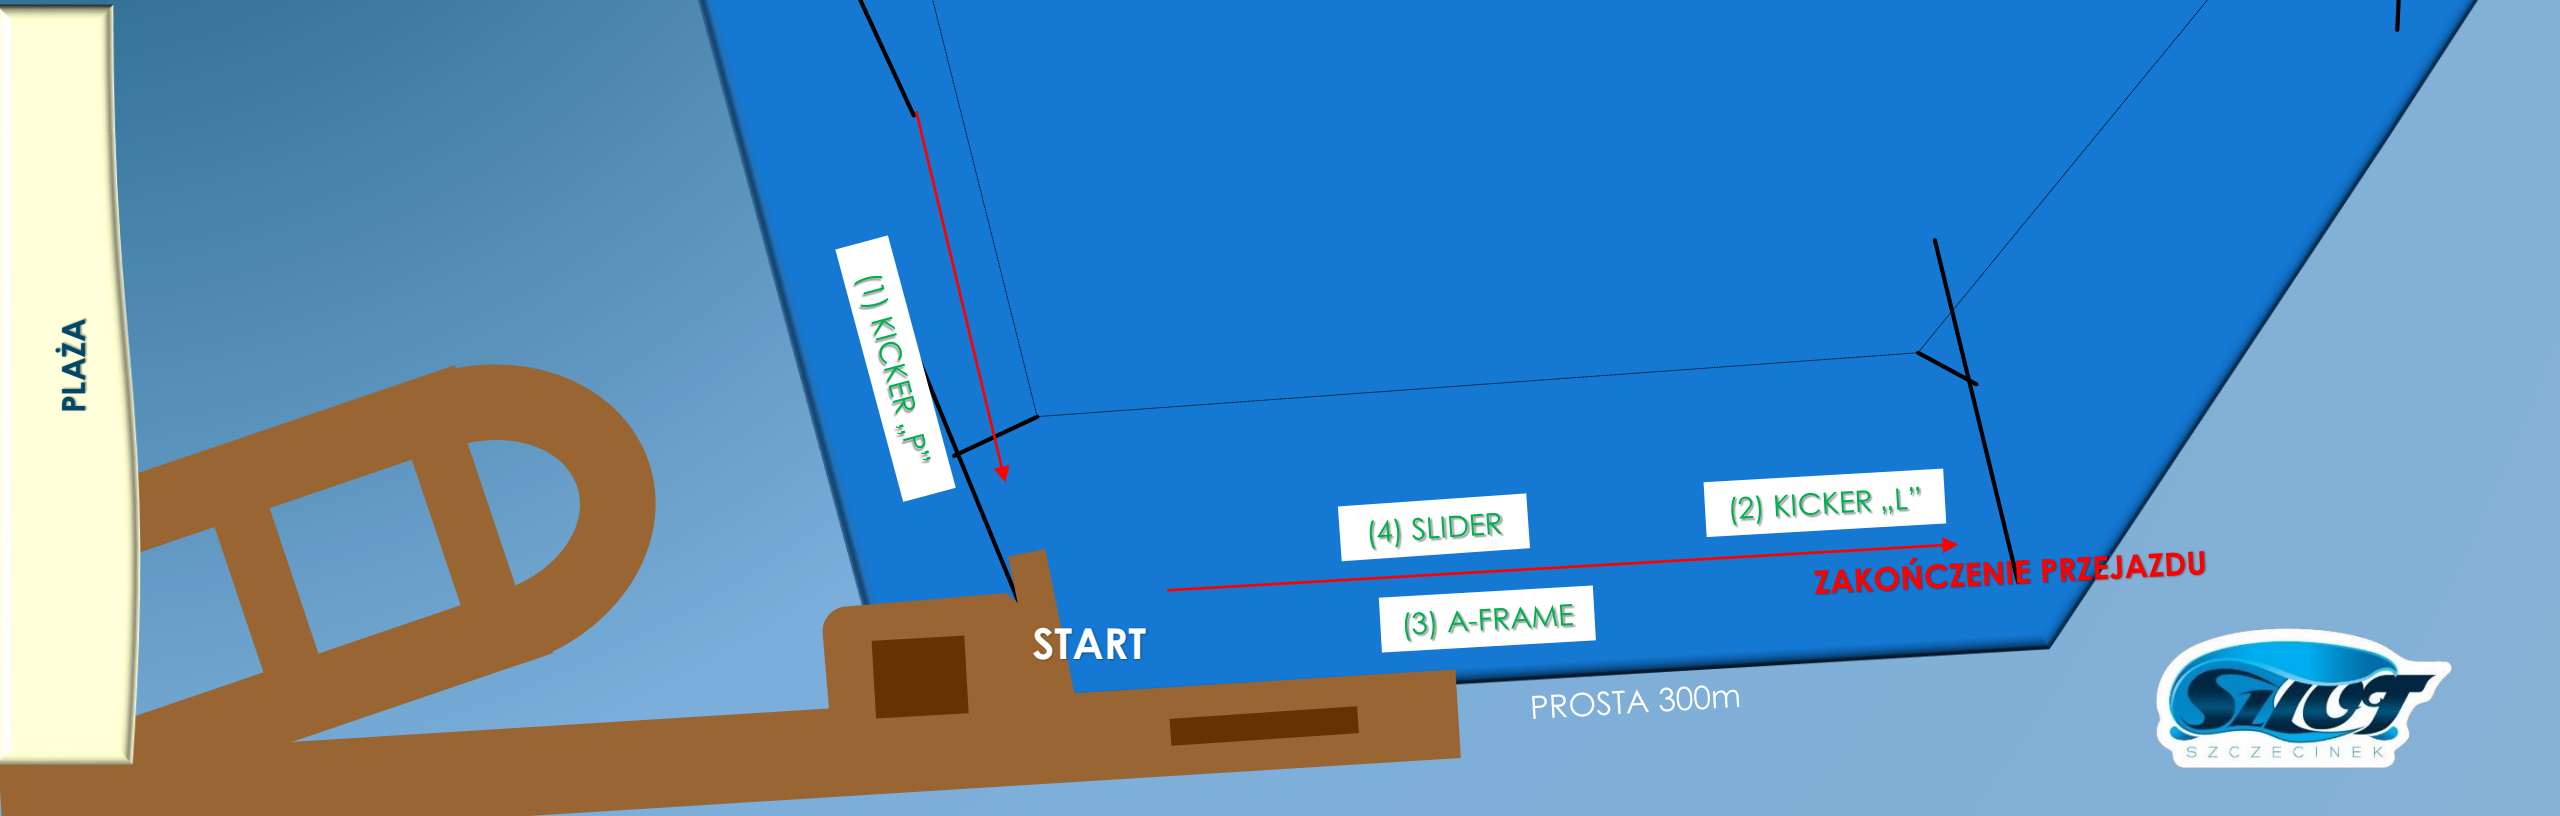 PLAŻA
(1) KICKER „P”
(4) SLIDER
(2) KICKER „L”
ZAKOŃCZENIE PRZEJAZDU
(3) A-FRAME
START
PROSTA 300m
SZCZECINEK